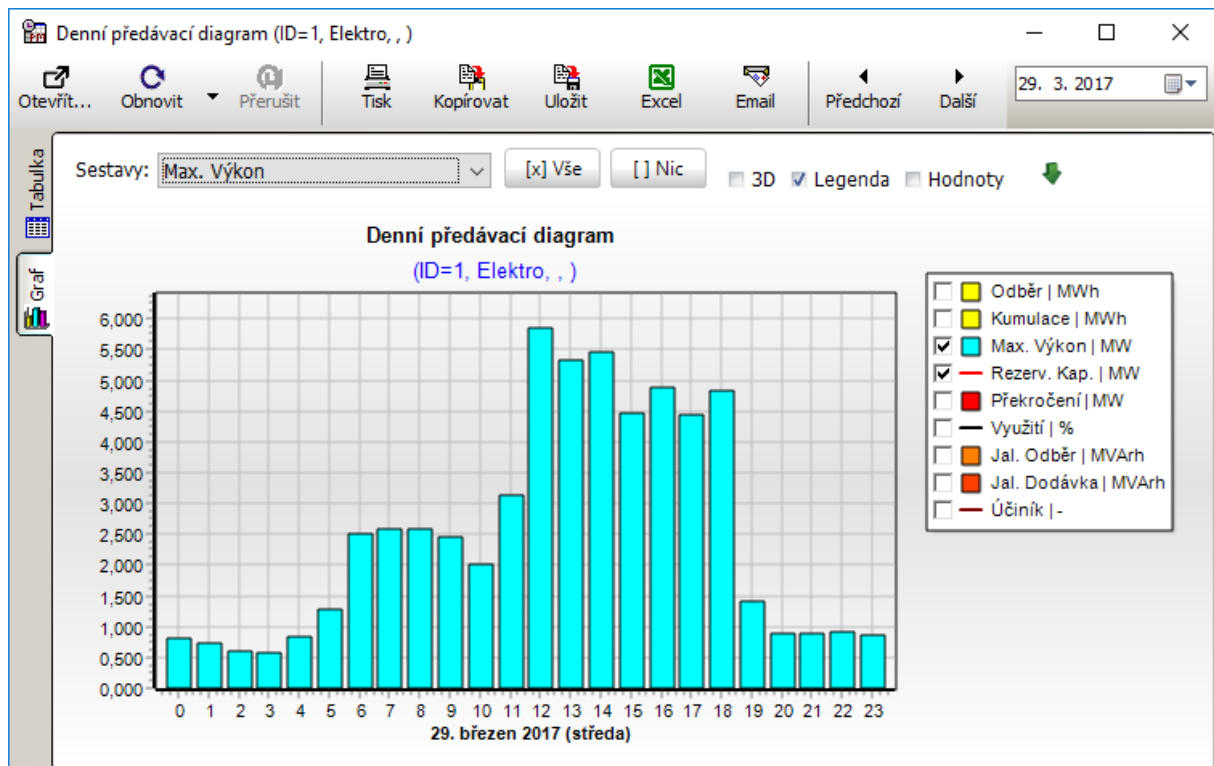 Denní předávací diagram (ID=1, Elektro, , )
Otevřít... Obnovit Přerušit Tisk Kopírovat Uložit Excel Email Předchozí Další 29. 3. 2017
Tabulka
Graf
Sestavy: Max. Výkon [x] Vše [ ] Nic 3D Legenda Hodnoty
Denní předávací diagram
(ID=1, Elektro, , )
6,000
5,500
5,000
4,500
4,000
3,500
3,000
2,500
2,000
1,500
1,000
0,500
0,000
0 1 2 3 4 5 6 7 8 9 10 11 12 13 14 15 16 17 18 19 20 21 22 23
29. březen 2017 (středa)
Odběr | MWh
Kumulace | MWh
Max. Výkon | MW
Rezerv. Kap. | MW
Překročení | MW
Využití | %
Jal. Odběr | MVArh
Jal. Dodávka | MVArh
Účiník | -